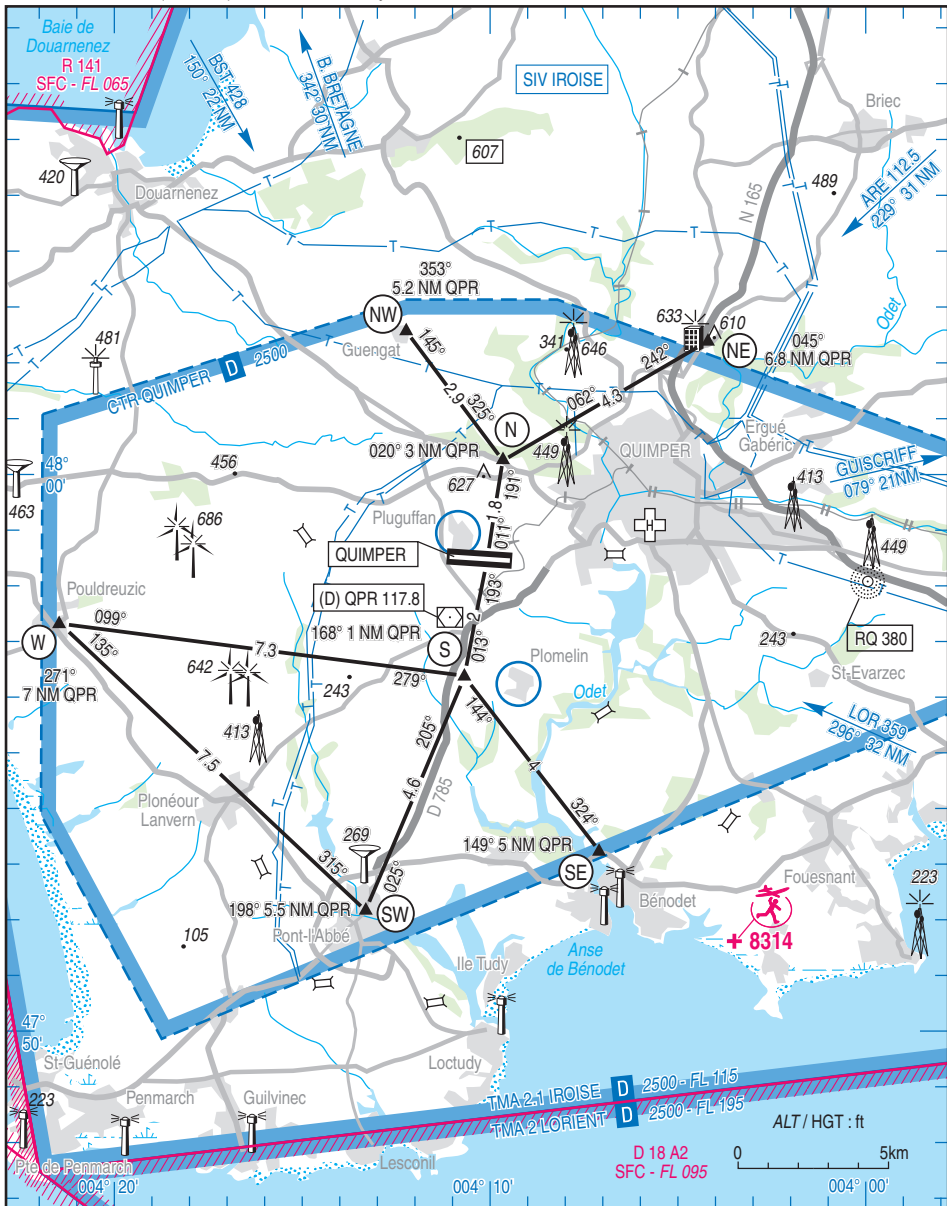 Baie de
Douarnenez
R 141
SFC - FL 065
BST 428
150° 22 NM
B. BRETAGNE
342° 30 NM
SIV IROISE
Briec
607
420
Douarnenez
N 165
489
ARE 112.5
229° 31 NM
353°
5.2 NM QPR
NW
Odet
633
610
481
Guengat
145°
341
646
242°
NE
045°
6.8 NM QPR
CTR QUIMPER D 2500
2.9
062°
4.3
325°
N
Ergué
Gabéric
020° 3 NM QPR
449
QUIMPER
GUISCRIFF
079° 21NM
48°
00'
456
463
627
191°
413
1.8
686
Pluguffan
011°
449
QUIMPER
Pouldreuzic
193°
(D) QPR 117.8
2
099°
168° 1 NM QPR
W
135°
7.3
S
013°
243
RQ 380
271°
7 NM QPR
642
243
279°
Plomelin
St-Evarzec
144°
Odet
413
205°
LOR 359
296° 32 NM
7.5
4
4.6
D 785
Plonéour
Lanvern
324°
269
149° 5 NM QPR
315°
025°
SE
Fouesnant
223
198° 5.5 NM QPR
SW
Bénodet
Pont-l'Abbé
8314
105
Ile Tudy
Anse
de Bénodet
47°
50'
St-Guénolé
Loctudy
223
Penmarch
Guilvinec
TMA 2.1 IROISE D 2500 - FL 115
TMA 2 LORIENT D 2500 - FL 195
ALT / HGT : ft
D 18 A2
SFC - FL 095
0 5km
Pte de Penmarch
Lesconil
004° 20'
004° 10'
004° 00'